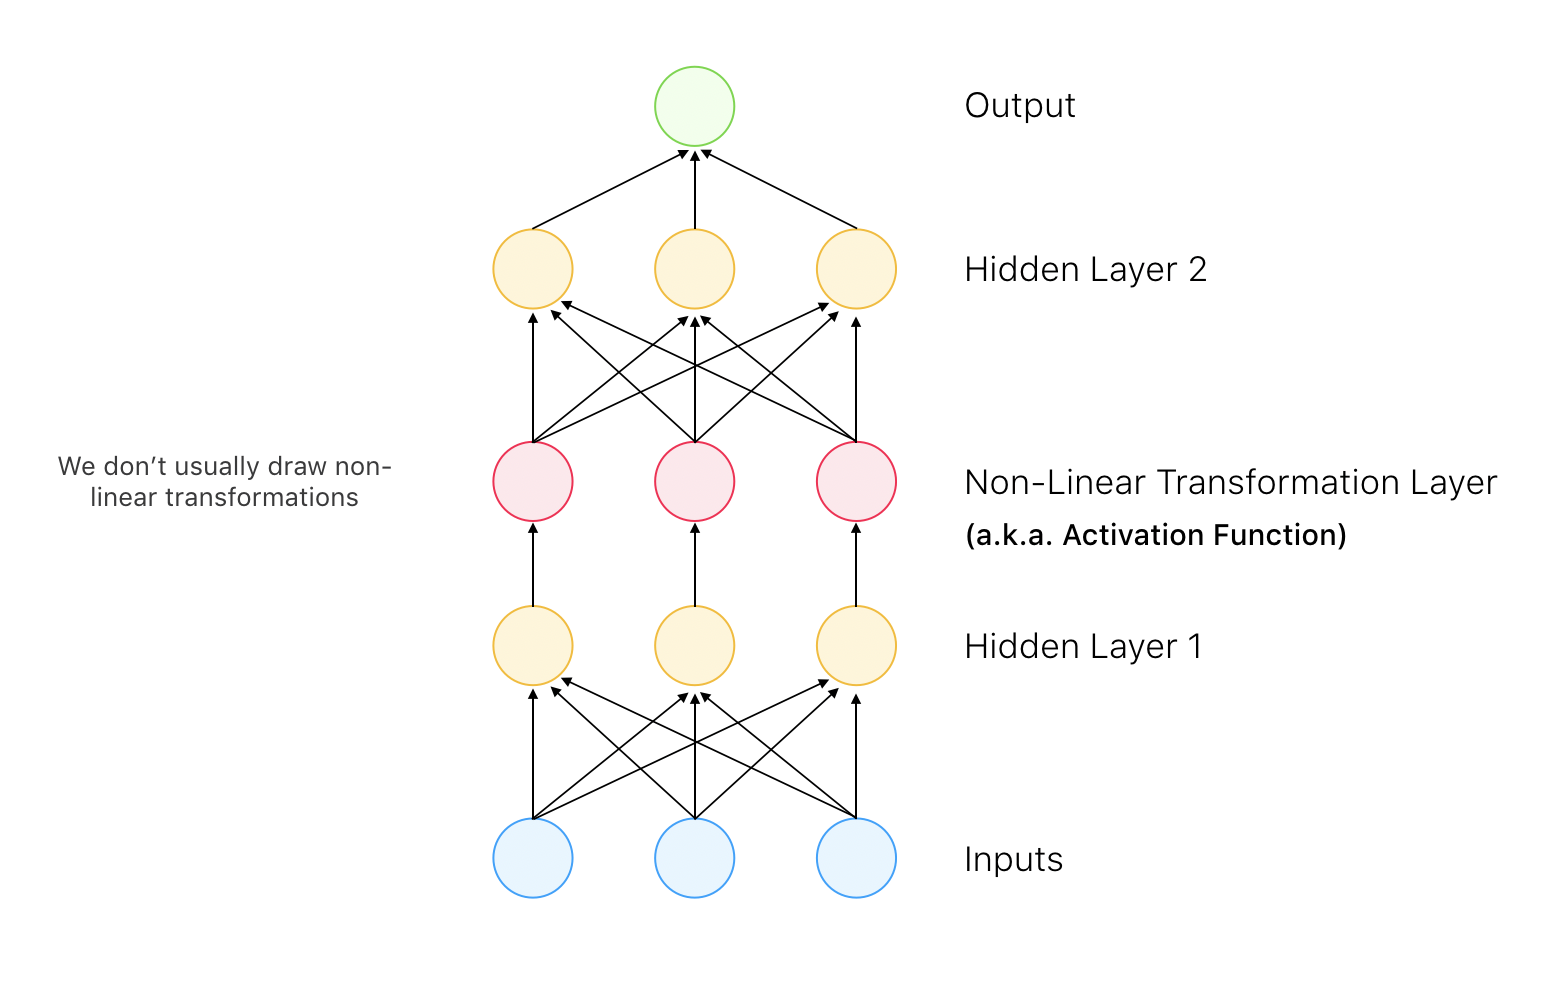 Output
Hidden Layer 2
We don’t usually draw non-
linear transformations
Non-Linear Transformation Layer
(a.k.a. Activation Function)
Hidden Layer 1
Inputs